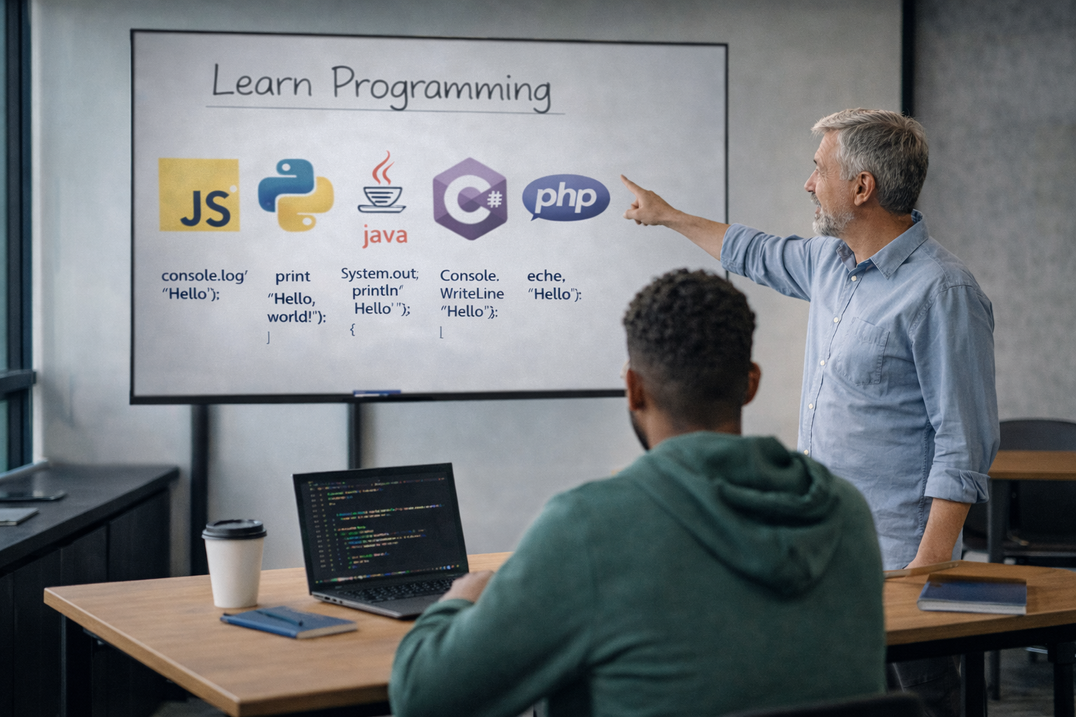 Learn Programming
JS
java
C#
php
console.log'
"Hello");
print
"Hello,
world!");
System.out;
println"
Hello'");
{
Console.
WriteLine
"Hello"};
eche,
"Hello");